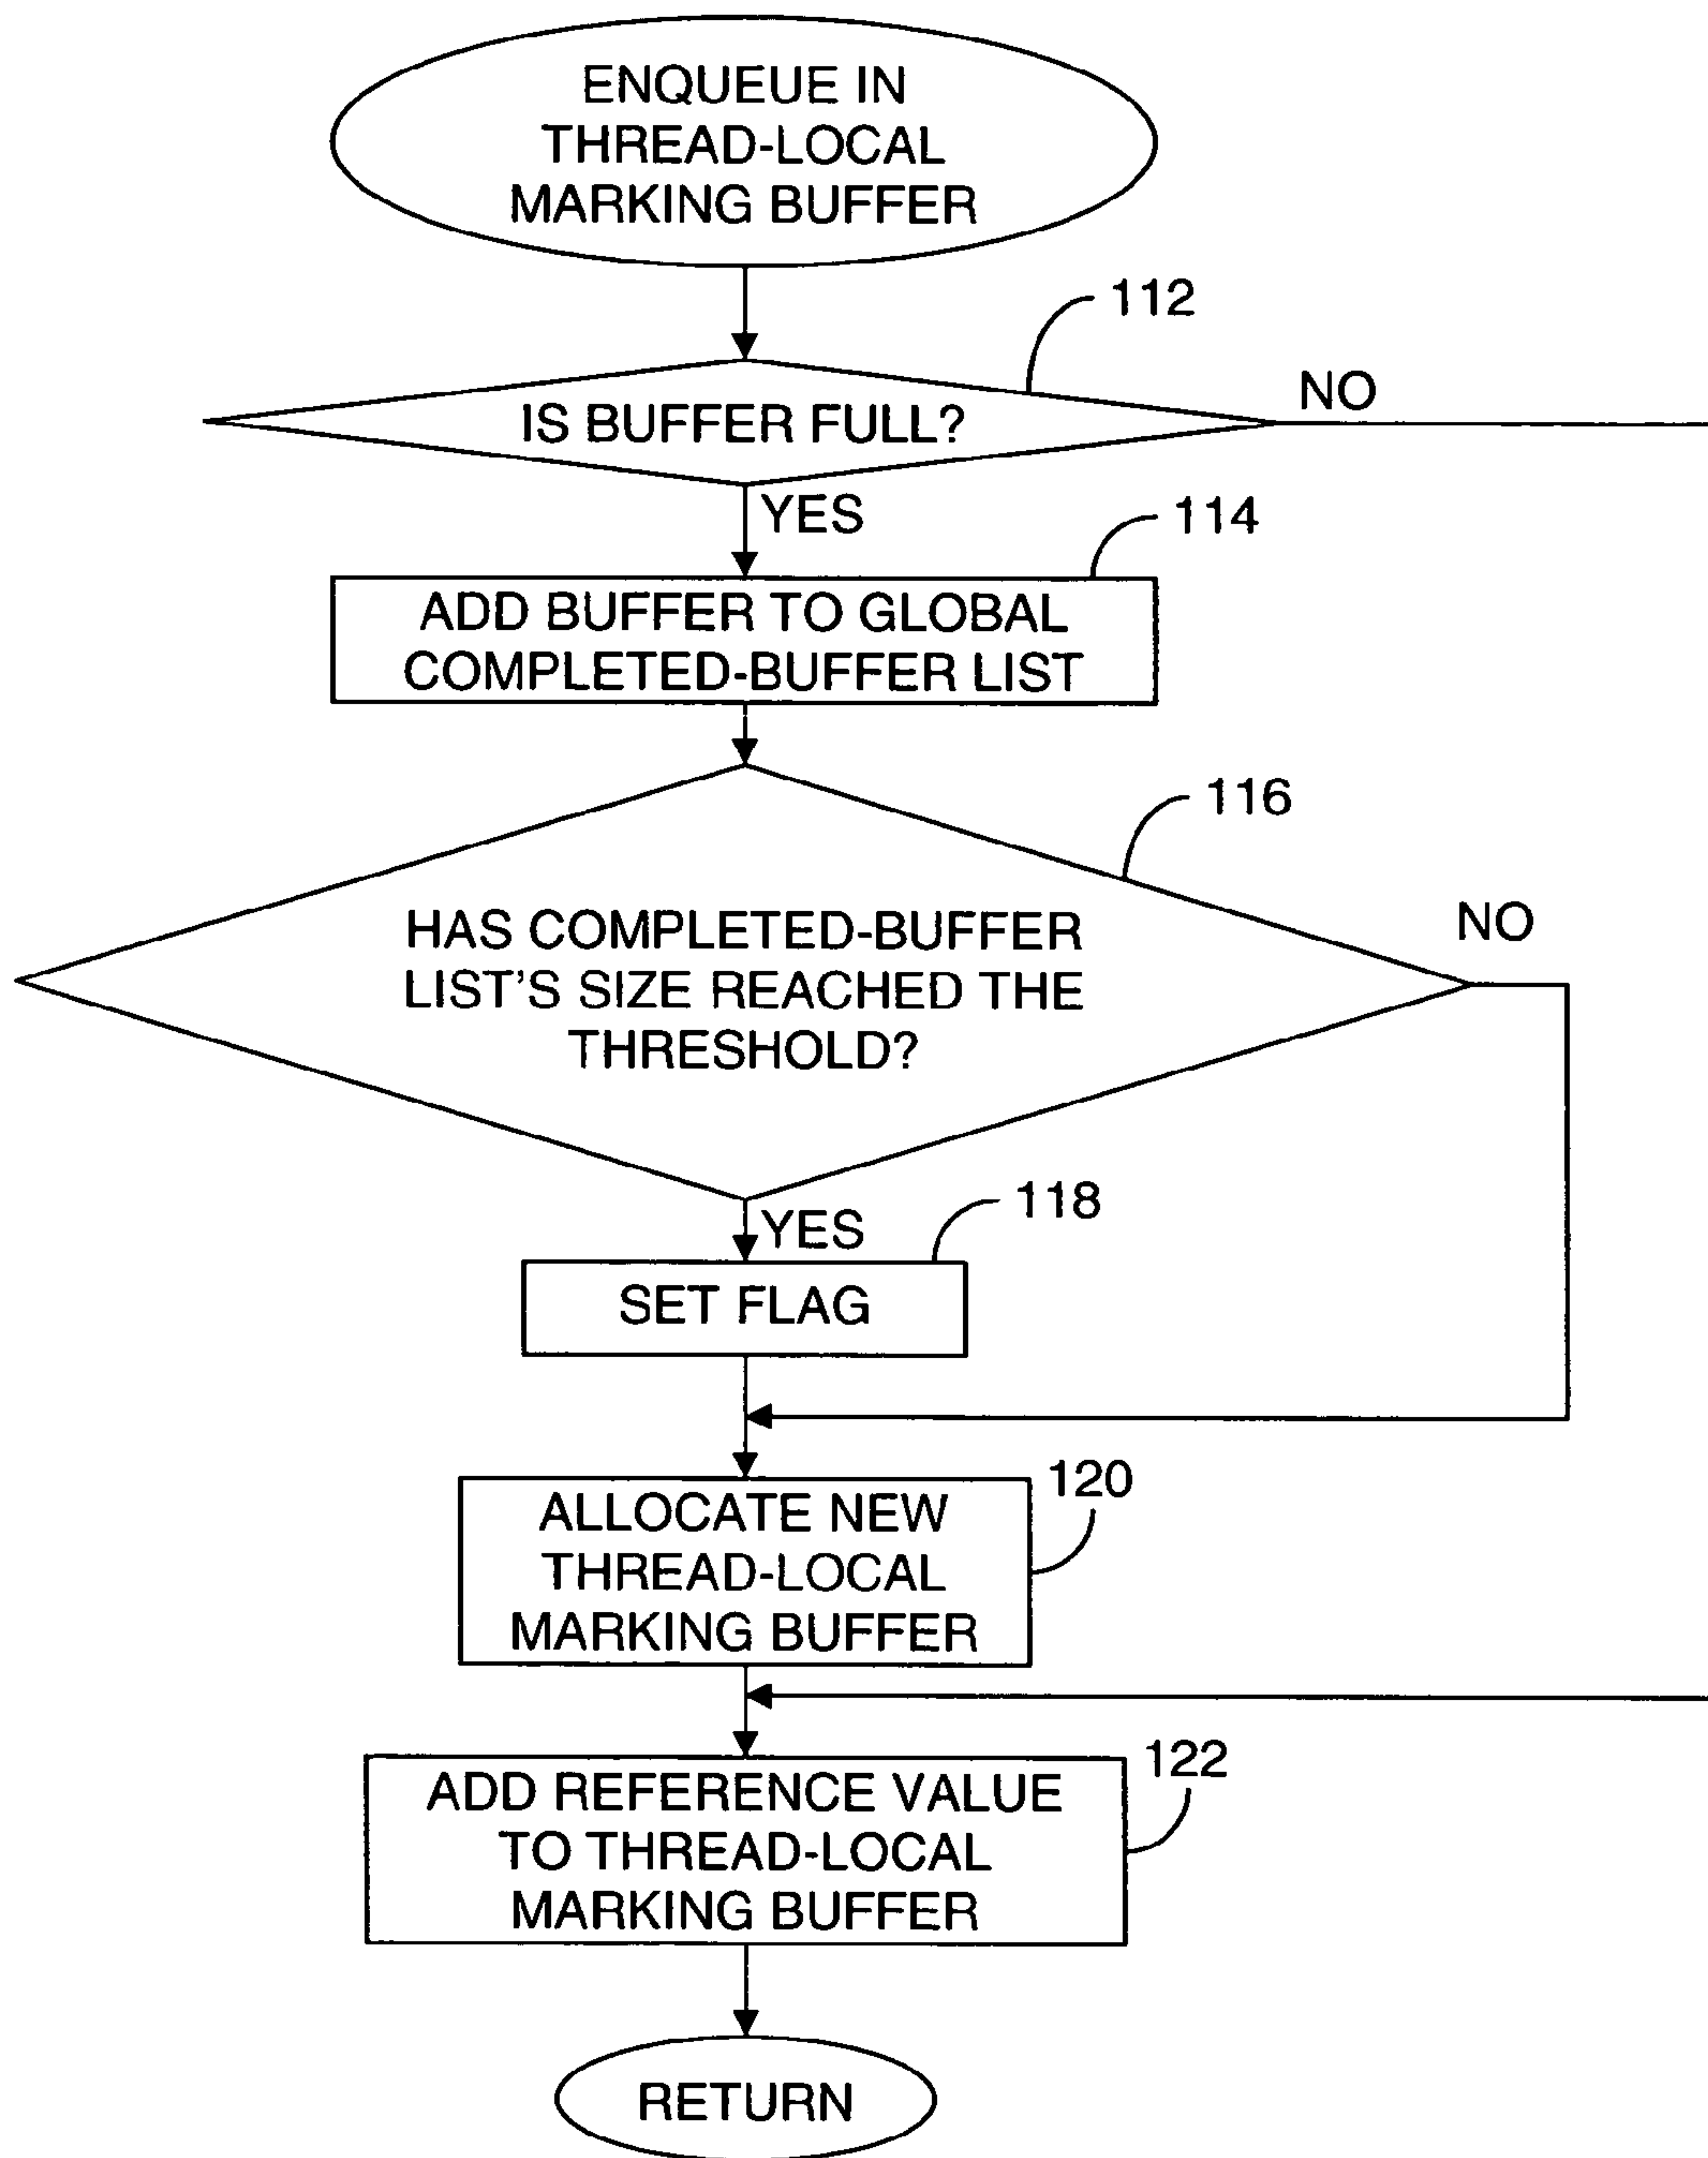 ENQUEUE IN
THREAD-LOCAL
MARKING BUFFER
112
IS BUFFER FULL?
NO
YES
114
ADD BUFFER TO GLOBAL
COMPLETED-BUFFER LIST
116
HAS COMPLETED-BUFFER
LIST'S SIZE REACHED THE
THRESHOLD?
NO
YES
118
SET FLAG
120
ALLOCATE NEW
THREAD-LOCAL
MARKING BUFFER
122
ADD REFERENCE VALUE
TO THREAD-LOCAL
MARKING BUFFER
RETURN